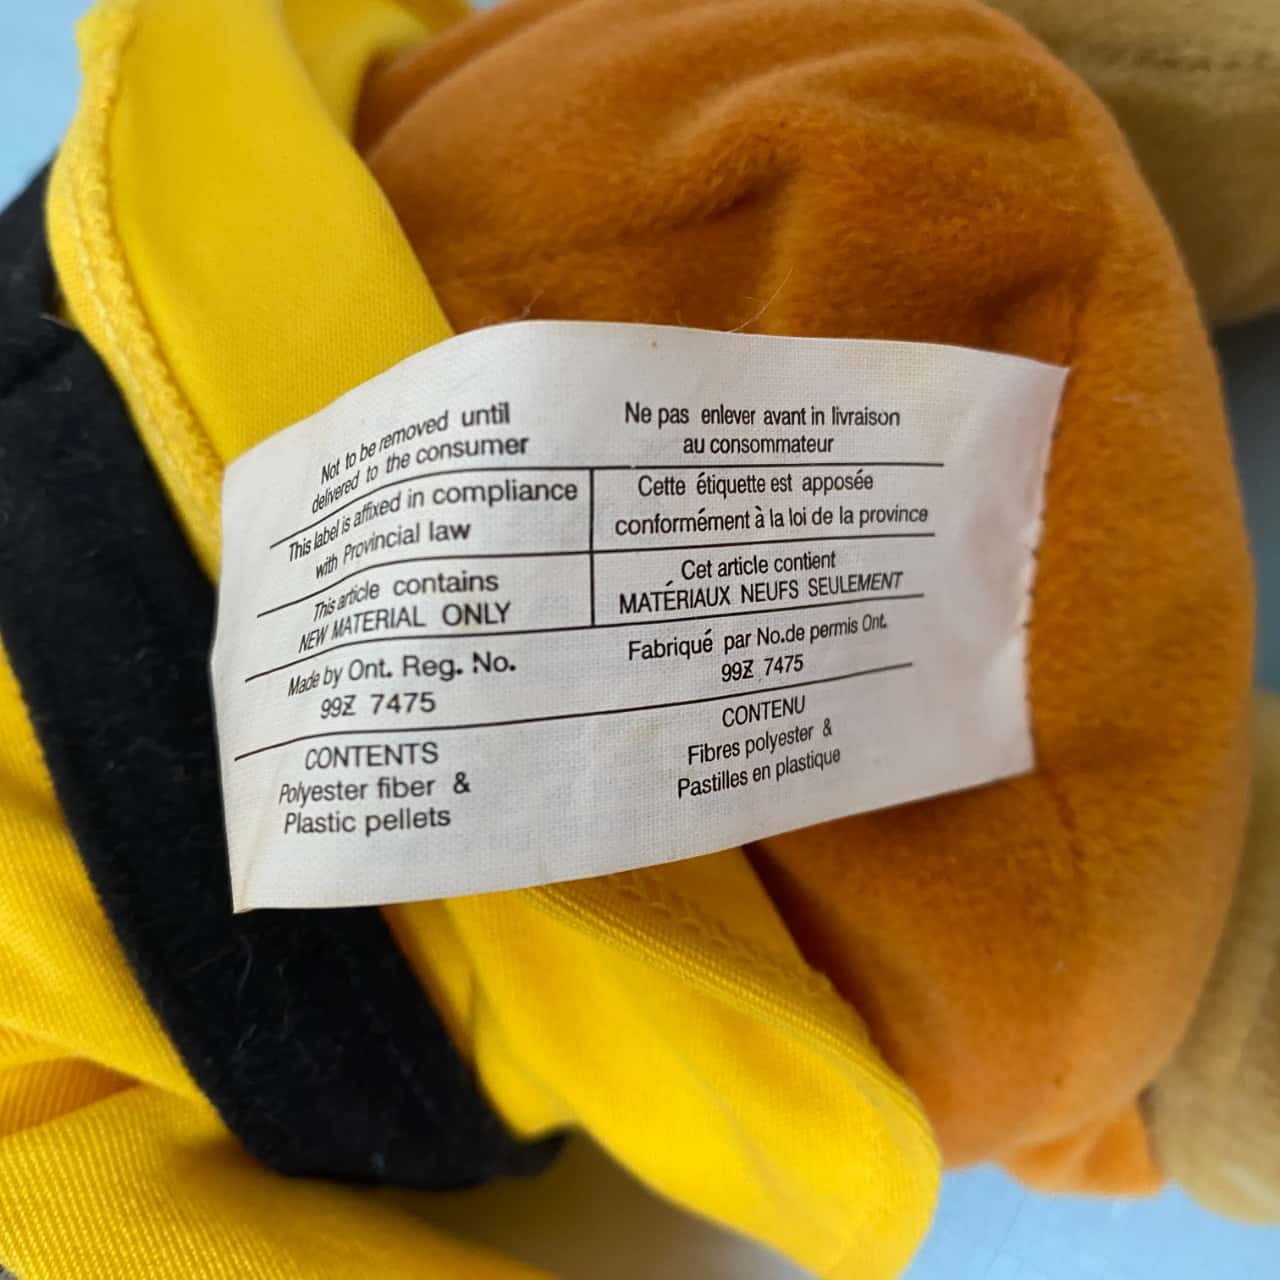 Not to be removed until
delivered to the consumer
This label is affixed in compliance
with Provincial law
This article contains
NEW MATERIAL ONLY
Made by Ont. Reg. No.
99Z 7475
CONTENTS
Polyester fiber &
Plastic pellets
Ne pas enlever avant in livraison
au consommateur
Cette étiquette est apposée
conformément à la loi de la province
Cet article contient
MATÉRIAUX NEUFS SEULEMENT
Fabriqué par No.de permis Ont.
99Z 7475
CONTENU
Fibres polyester &
Pastilles en plastique